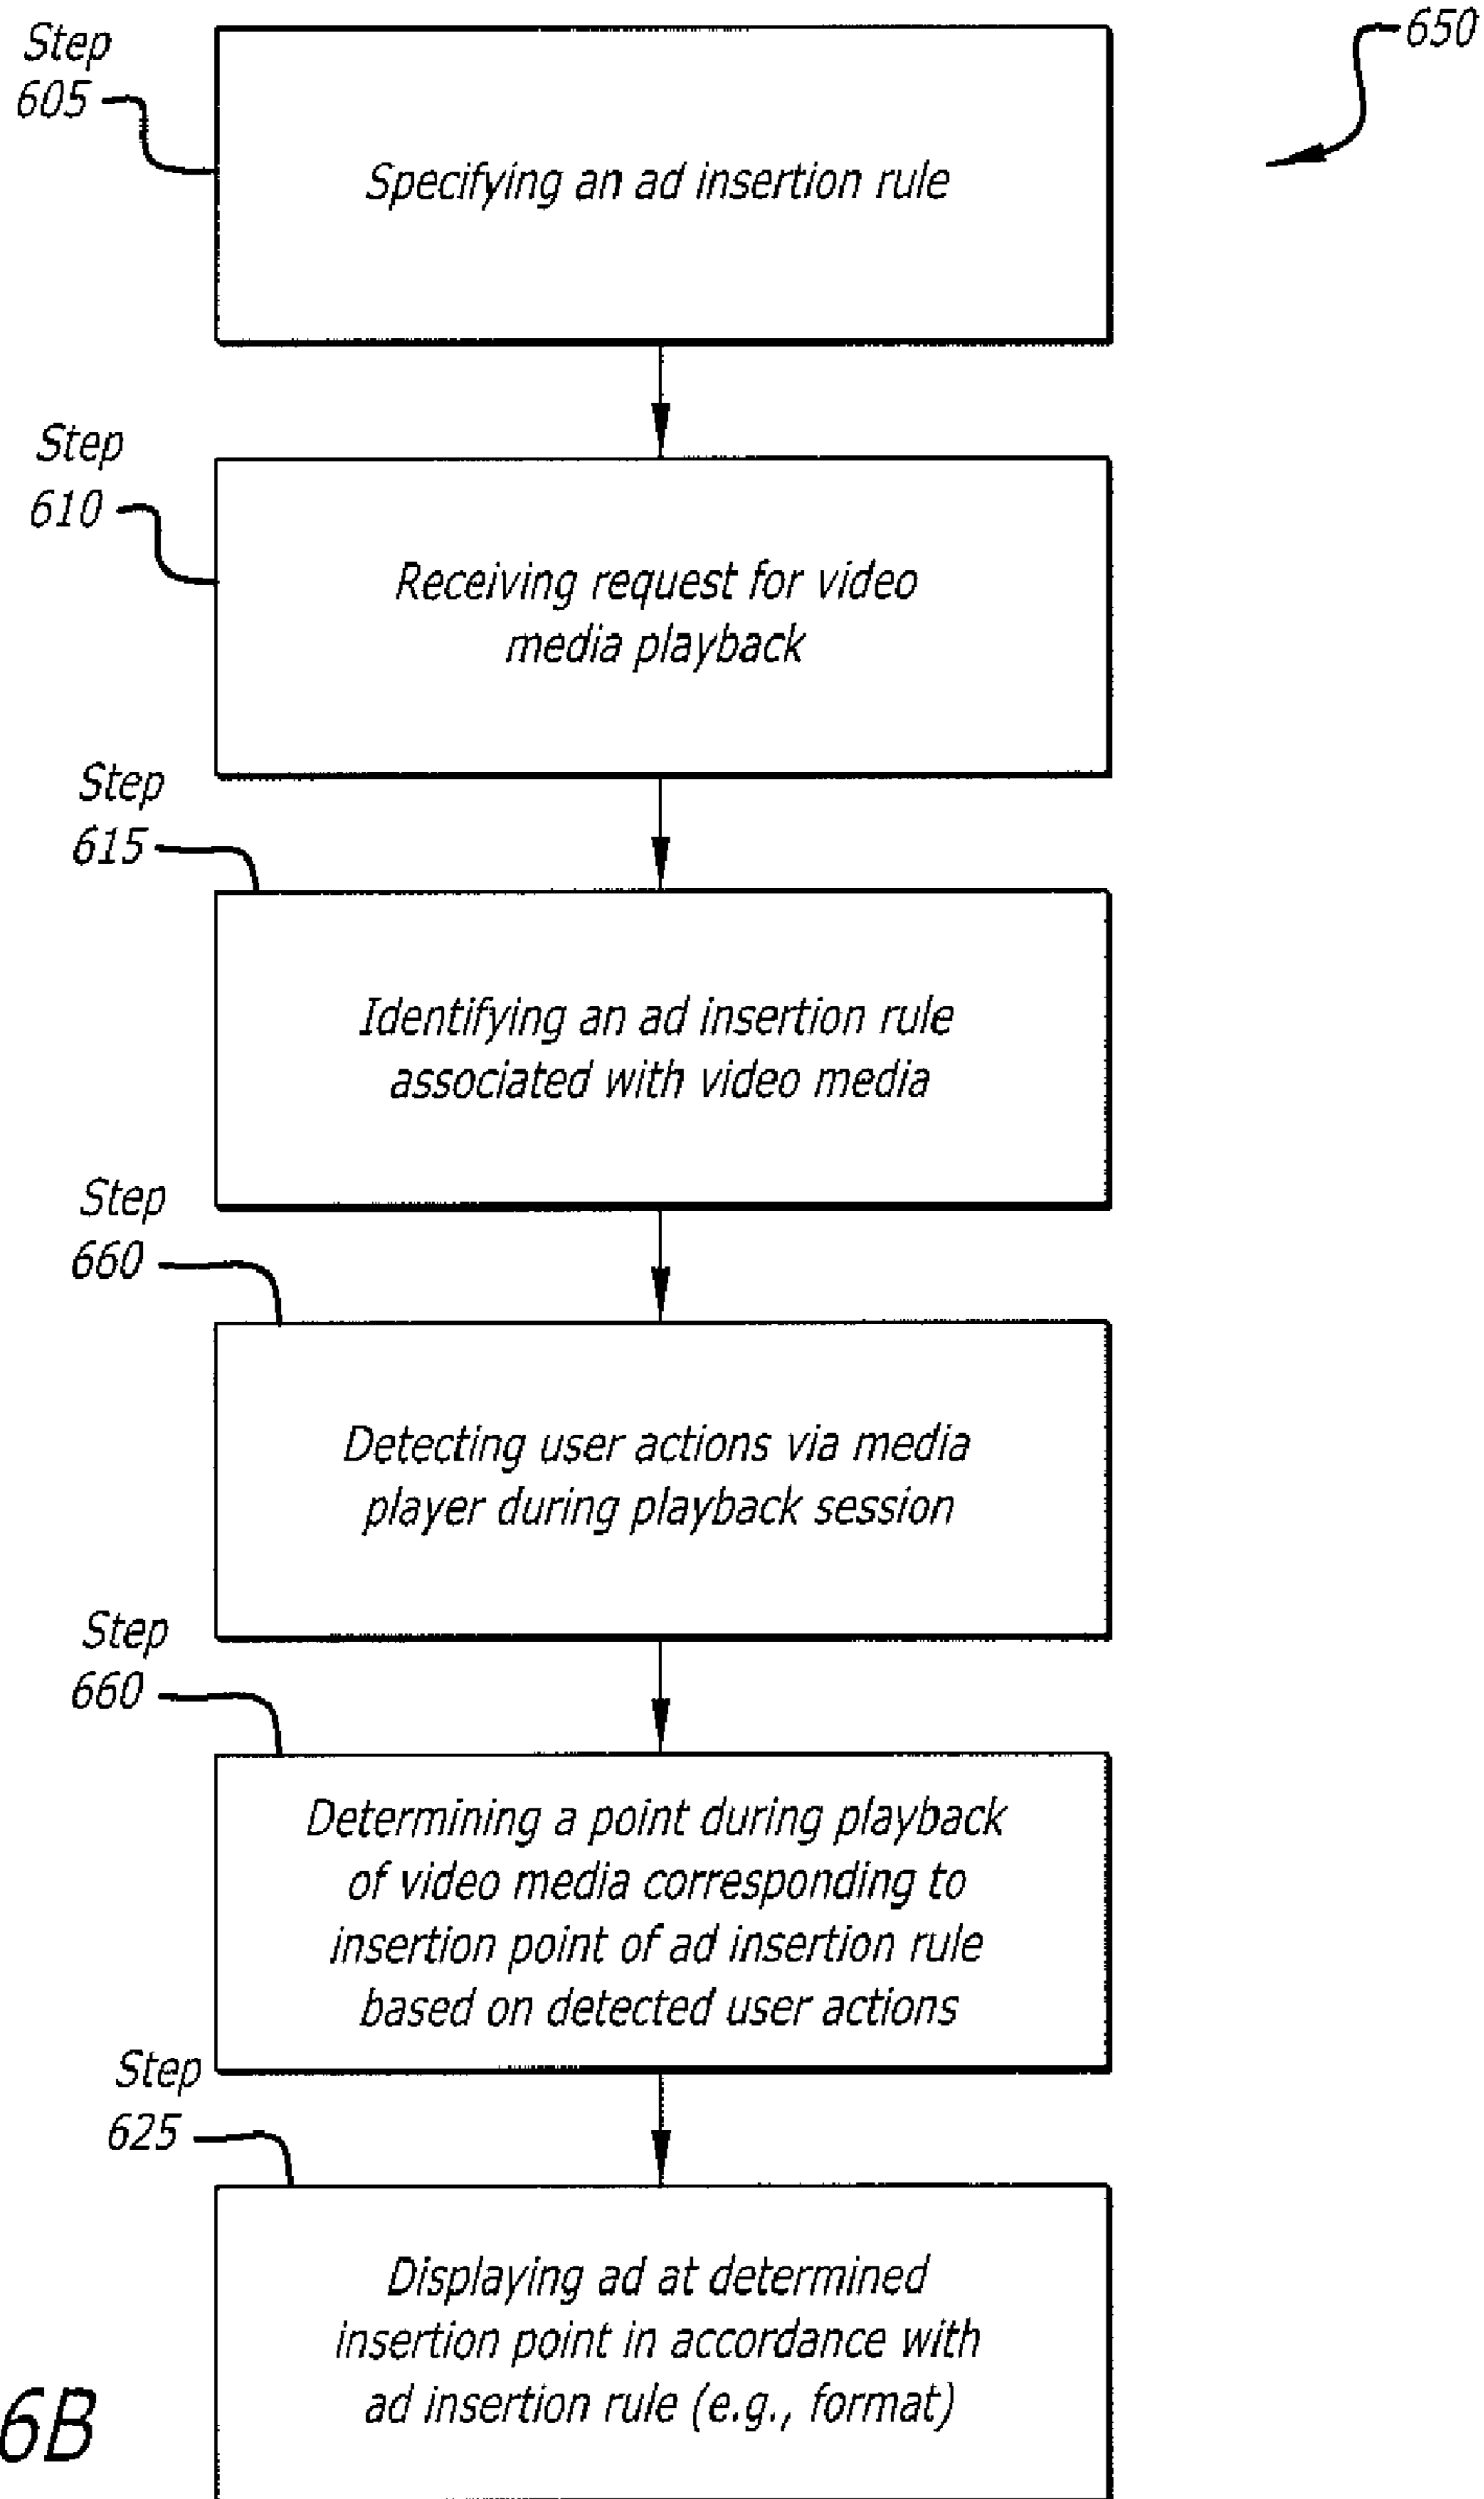 650
Step
605
Specifying an ad insertion rule
Step
610
Receiving request for video
media playback
Step
615
Identifying an ad insertion rule
associated with video media
Step
660
Detecting user actions via media
player during playback session
Step
660
Determining a point during playback
of video media corresponding to
insertion point of ad insertion rule
based on detected user actions
Step
625
Displaying ad at determined
insertion point in accordance with
ad insertion rule (e.g., format)
6B